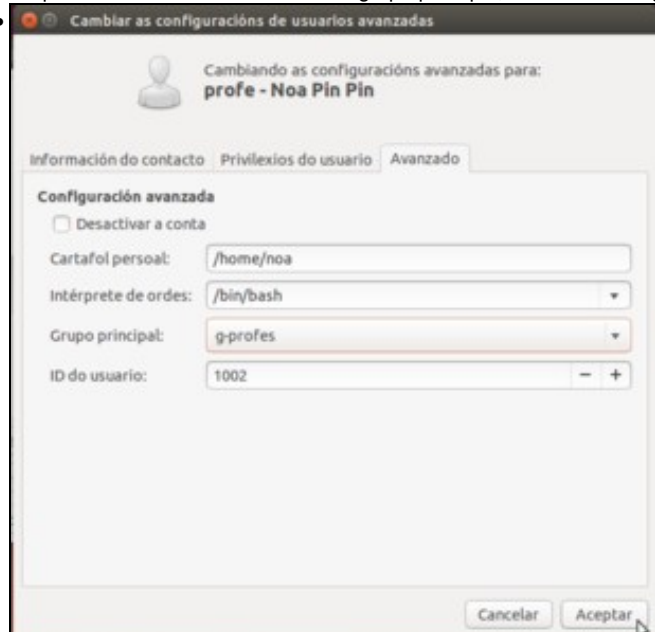 Cambiar as configuracións de usuarios avanzadas
Cambiando as configuracións avanzadas para:
profe - Noa Pin Pin
Información do contacto Privilexios do usuario Avanzado
Configuración avanzada
Desactivar a conta
Cartafol persoal: /home/noa
Intérprete de ordes: /bin/bash
Grupo principal: g-profes
ID do usuario: 1002 - +
Cancelar Aceptar